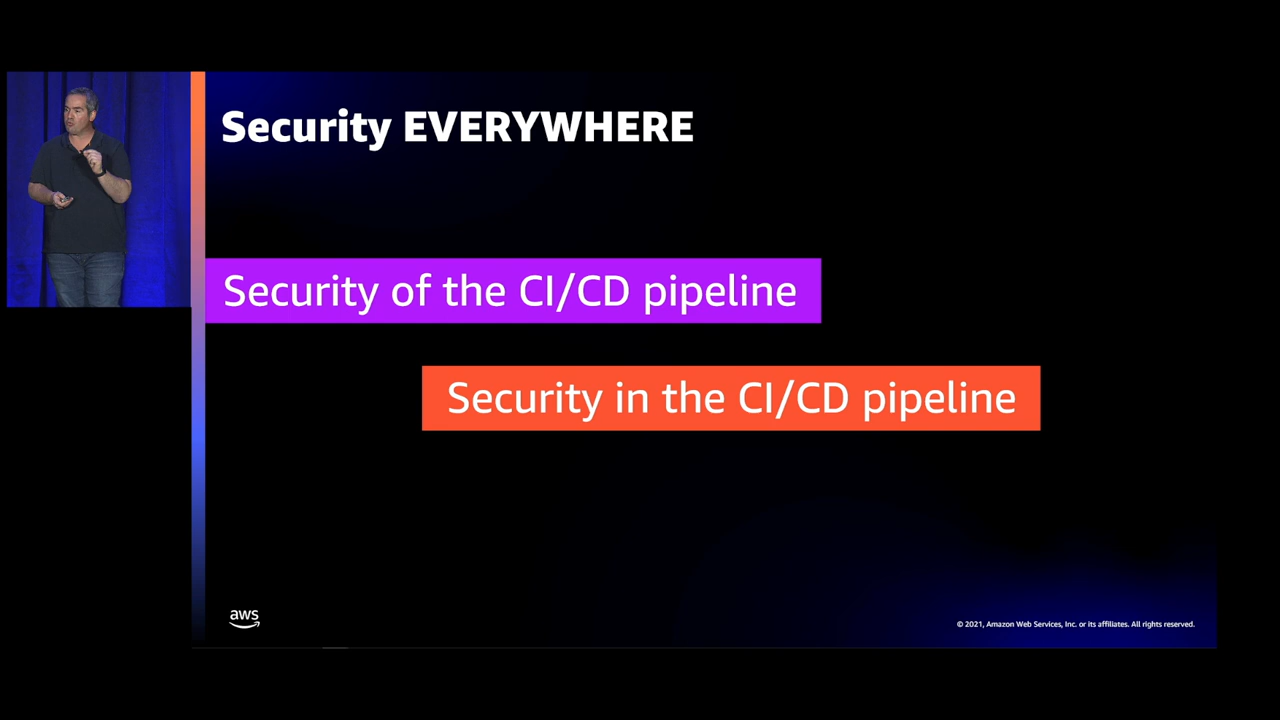 Security EVERYWHERE
Security of the CI/CD pipeline
Security in the CI/CD pipeline
aws
© 2021, Amazon Web Services, Inc. or its affiliates. All rights reserved.